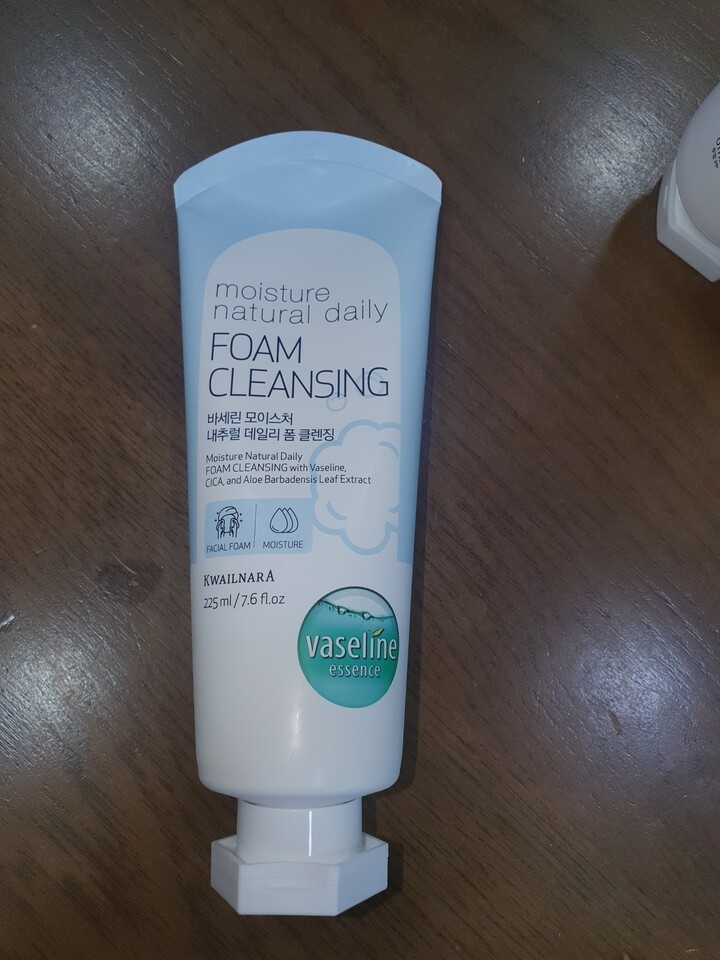 moisture
natural daily
FOAM
CLEANSING
바세린 모이스처
내추럴 데일리 폼 클렌징
Moisture Natural Daily
FOAM CLEANSING with Vaseline,
CICA, and Aloe Barbadensis Leaf Extract
FACIAL FOAM
MOISTURE
KWAILNARA
225 ml / 7.6 fl.oz
vaseline
essence